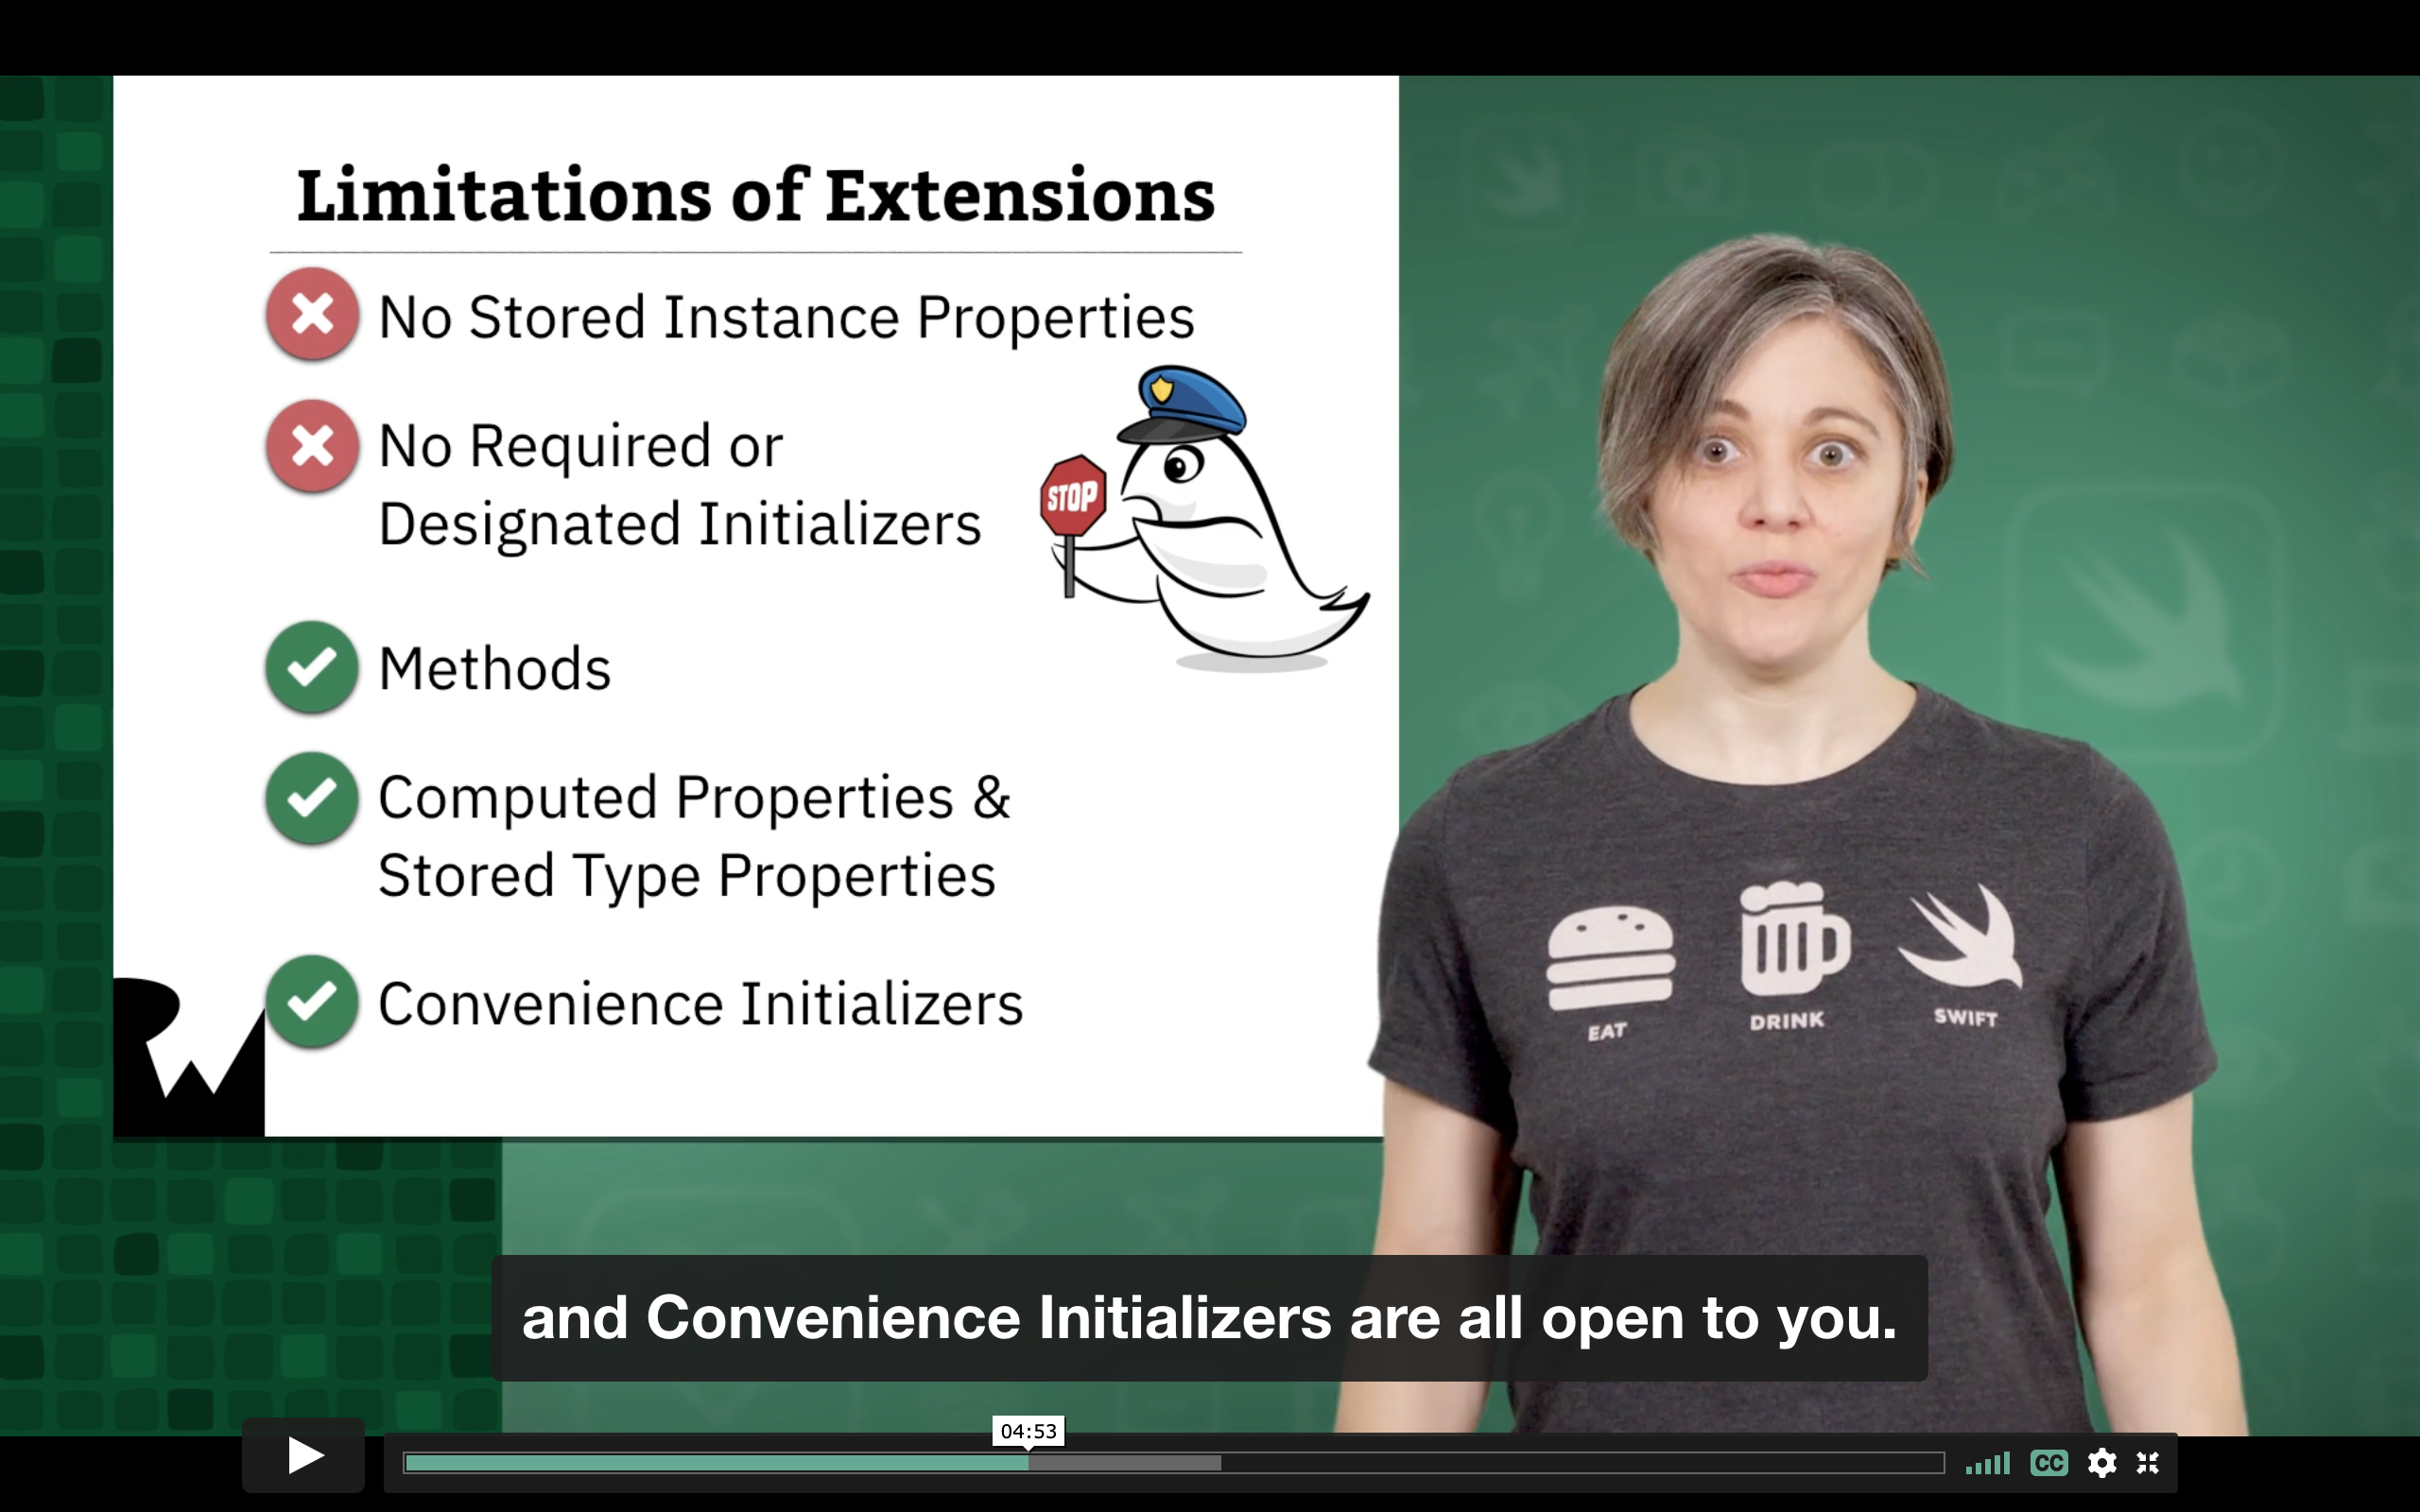 Limitations of Extensions
No Stored Instance Properties
No Required or
Designated Initializers
STOP
Methods
Computed Properties &
Stored Type Properties
Convenience Initializers
EAT
DRINK
SWIFT
and Convenience Initializers are all open to you.
04:53
CC